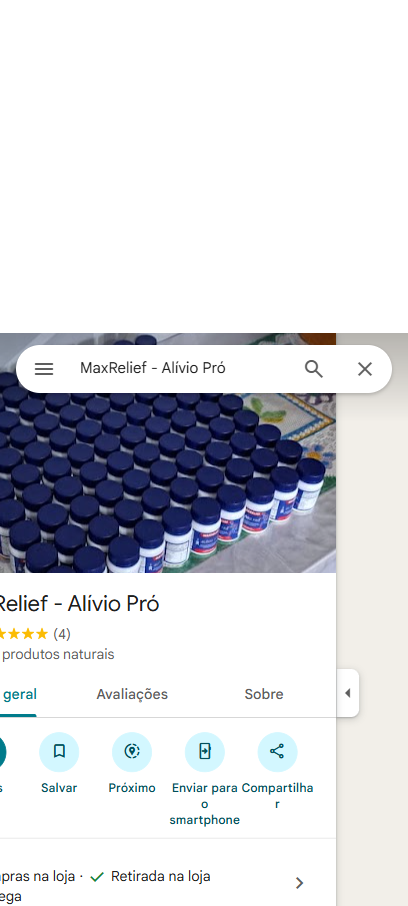 MaxRelief - Alívio Pró
Relief - Alívio Pró
(4)
produtos naturais
geral Avaliações Sobre
s Salvar Próximo Enviar para Compartilha
o r
smartphone
pras na loja · Retirada na loja
ega